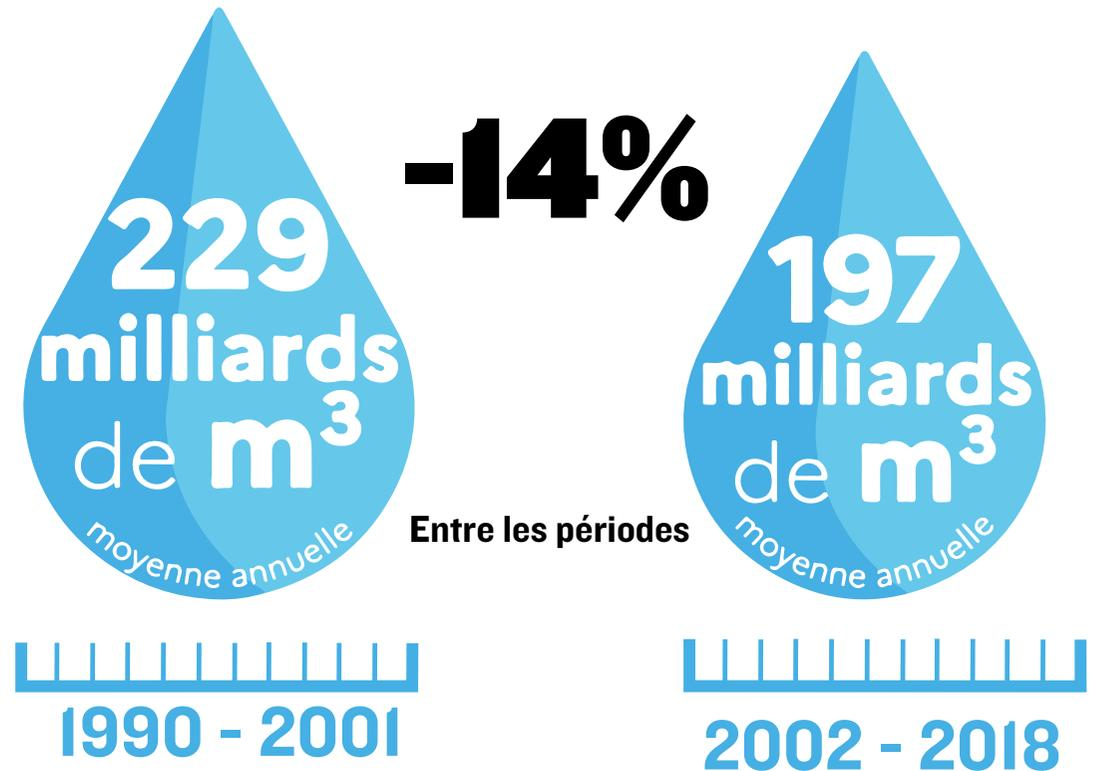 229
milliards
de m³
moyenne annuelle
1990 - 2001
-14%
Entre les périodes
197
milliards
de m³
moyenne annuelle
2002 - 2018